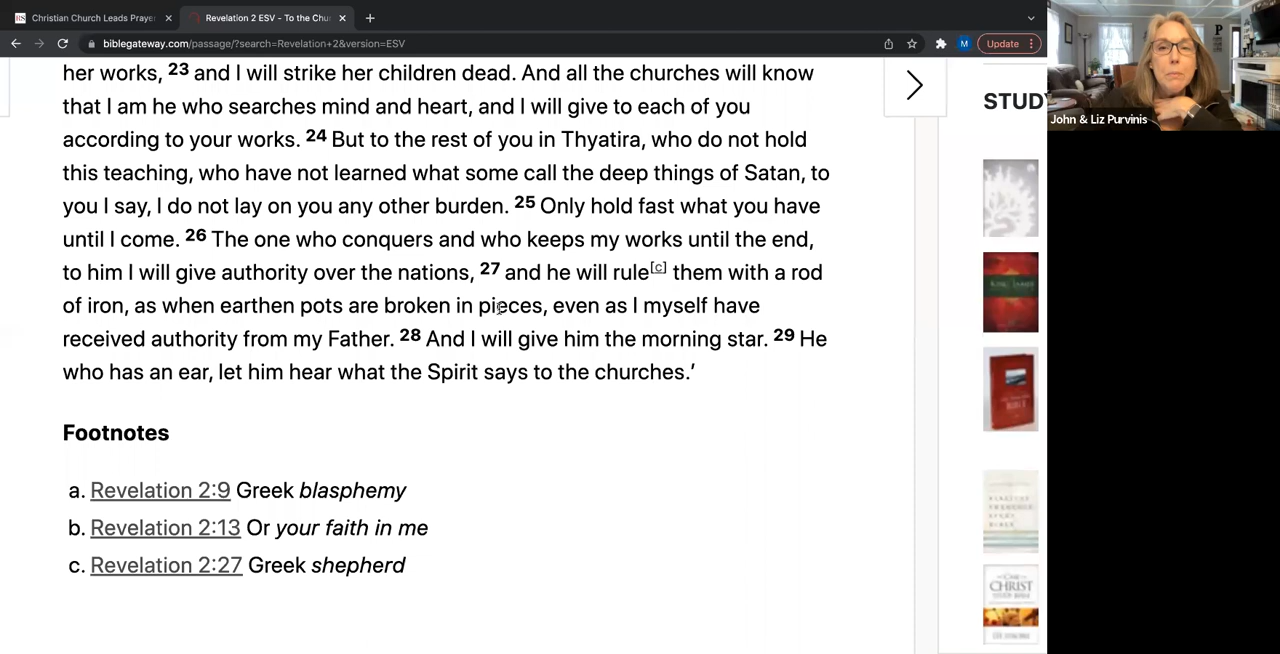 Christian Church Leads Praye
Revelation 2 ESV - To the Chu
biblegateway.com/passage/?search=Revelation+2&version=ESV
M
Update
her works, 23 and I will strike her children dead. And all the churches will know
that I am he who searches mind and heart, and I will give to each of you
according to your works. 24 But to the rest of you in Thyatira, who do not hold
this teaching, who have not learned what some call the deep things of Satan, to
you I say, I do not lay on you any other burden. 25 Only hold fast what you have
until I come. 26 The one who conquers and who keeps my works until the end,
to him I will give authority over the nations, 27 and he will rule[c] them with a rod
of iron, as when earthen pots are broken in pieces, even as I myself have
received authority from my Father. 28 And I will give him the morning star. 29 He
who has an ear, let him hear what the Spirit says to the churches.’
Footnotes
a. Revelation 2:9 Greek blasphemy
b. Revelation 2:13 Or your faith in me
c. Revelation 2:27 Greek shepherd
STUDY
P
John & Liz Purvinis
CHRIST